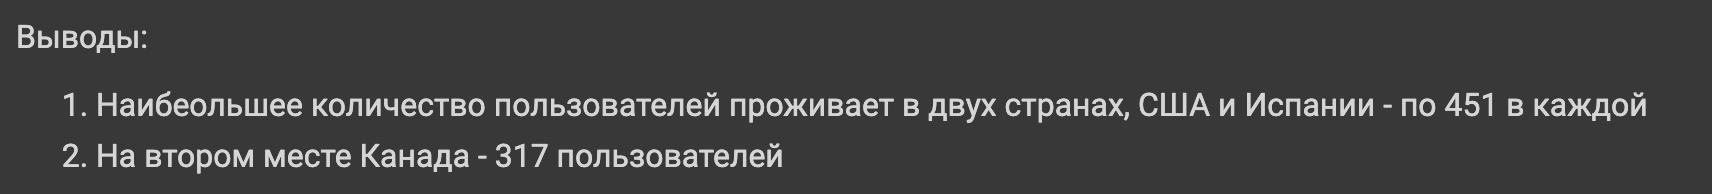 Выводы:
1. Наибеольшее количество пользователей проживает в двух странах, США и Испании - по 451 в каждой
2. На втором месте Канада - 317 пользователей